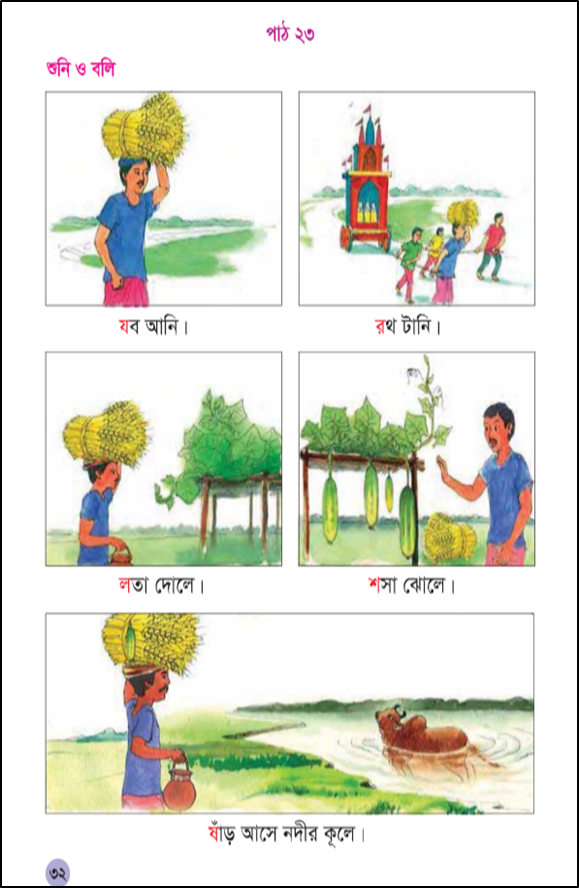 পাঠ ২৩
শুনি ও বলি
যব আনি।
রথ টানি।
লতা দোলে।
শসা ঝোলে।
ষাঁড় আসে নদীর কূলে।
৩২